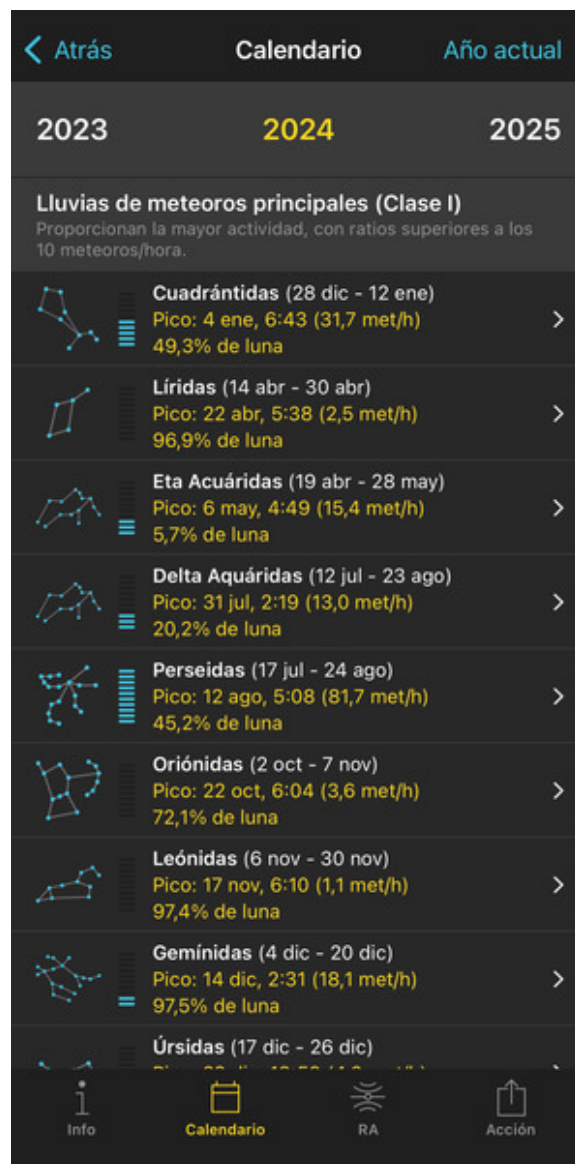 Atrás Calendario Año actual
2023 2024 2025
Lluvias de meteoros principales (Clase I)
Proporcionan la mayor actividad, con ratios superiores a los
10 meteoros/hora.
Cuadrántidas (28 dic - 12 ene)
Pico: 4 ene, 6:43 (31,7 met/h)
49,3% de luna
Líridas (14 abr - 30 abr)
Pico: 22 abr, 5:38 (2,5 met/h)
96,9% de luna
Eta Acuáridas (19 abr - 28 may)
Pico: 6 may, 4:49 (15,4 met/h)
5,7% de luna
Delta Aquáridas (12 jul - 23 ago)
Pico: 31 jul, 2:19 (13,0 met/h)
20,2% de luna
Perseidas (17 jul - 24 ago)
Pico: 12 ago, 5:08 (81,7 met/h)
45,2% de luna
Oriónidas (2 oct - 7 nov)
Pico: 22 oct, 6:04 (3,6 met/h)
72,1% de luna
Leónidas (6 nov - 30 nov)
Pico: 17 nov, 6:10 (1,1 met/h)
97,4% de luna
Gemínidas (4 dic - 20 dic)
Pico: 14 dic, 2:31 (18,1 met/h)
97,5% de luna
Úrsidas (17 dic - 26 dic)
Info Calendario RA Acción